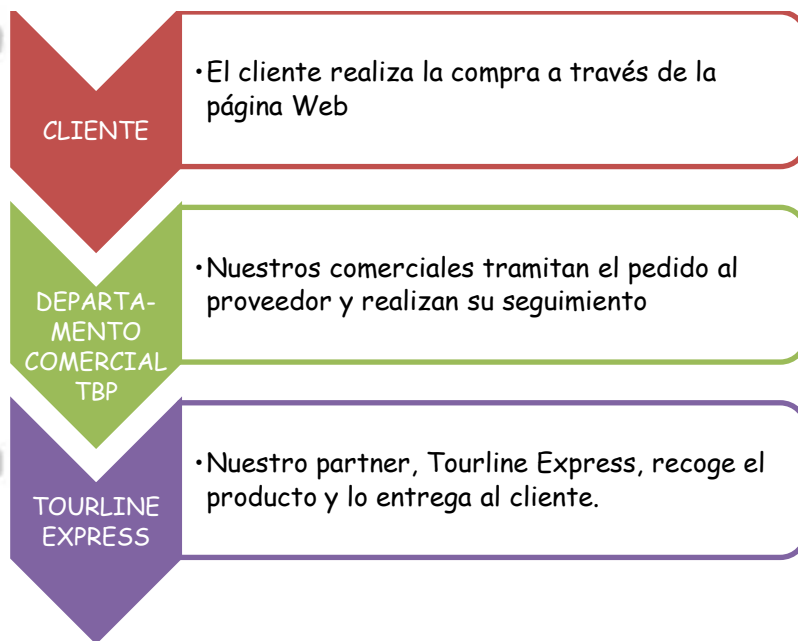 CLIENTE
•El cliente realiza la compra a través de la
página Web
DEPARTA-
MENTO
COMERCIAL
TBP
•Nuestros comerciales tramitan el pedido al
proveedor y realizan su seguimiento
TOURLINE
EXPRESS
•Nuestro partner, Tourline Express, recoge el
producto y lo entrega al cliente.